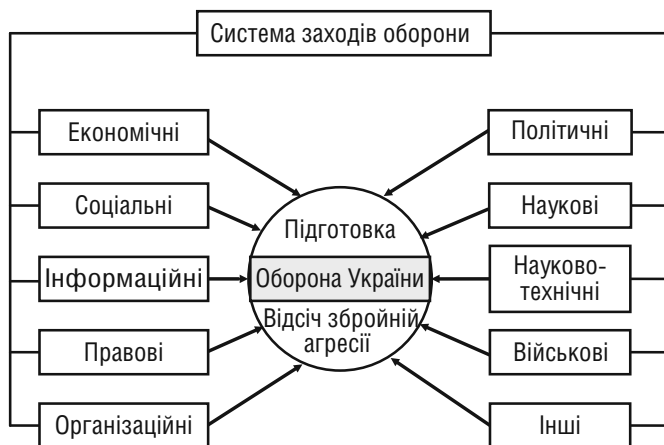 Система заходів оборони
Економічні
Соціальні
Інформаційні
Правові
Організаційні
Підготовка
Оборона України
Відсіч збройній
агресії
Політичні
Наукові
Науково-
технічні
Військові
Інші